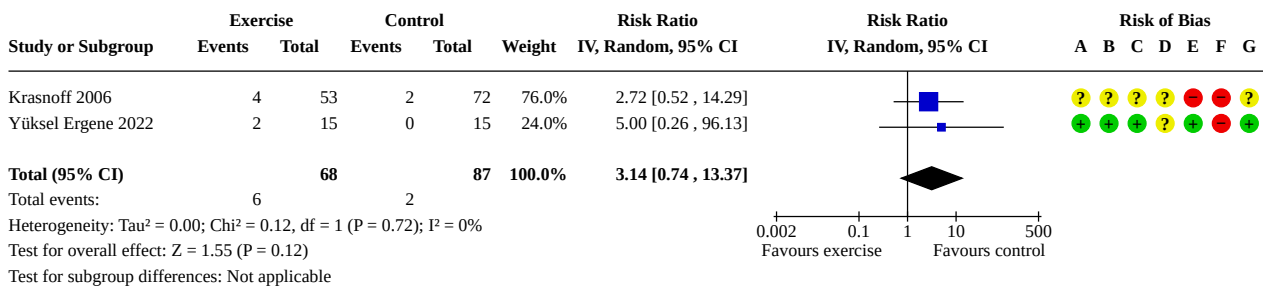 Exercise Control Risk Ratio Risk Ratio Risk of Bias
Study or Subgroup Events Total Events Total Weight IV, Random, 95% CI IV, Random, 95% CI A B C D E F G
Krasnoff 2006 4 53 2 72 76.0% 2.72 [0.52 , 14.29] ? ? ? ? − − ?
Yüksel Ergene 2022 2 15 0 15 24.0% 5.00 [0.26 , 96.13] + + + ? + − +
Total (95% CI) 68 87 100.0% 3.14 [0.74 , 13.37]
Total events: 6 2
Heterogeneity: Tau² = 0.00; Chi² = 0.12, df = 1 (P = 0.72); I² = 0%
0.002 0.1 1 10 500
Test for overall effect: Z = 1.55 (P = 0.12) Favours exercise Favours control
Test for subgroup differences: Not applicable